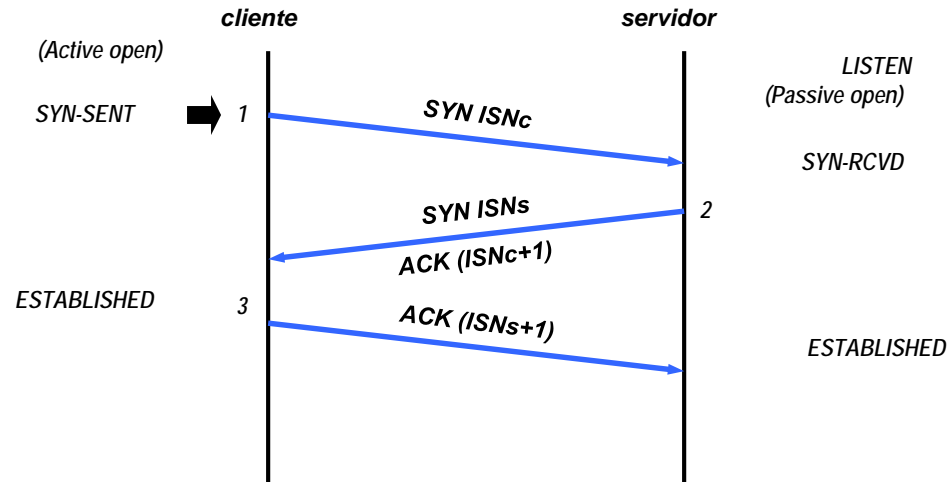 cliente
servidor
(Active open)
LISTEN
(Passive open)
SYN-SENT
1
SYN ISNc
SYN-RCVD
SYN ISNs
2
ACK (ISNc+1)
ESTABLISHED
3
ACK (ISNs+1)
ESTABLISHED